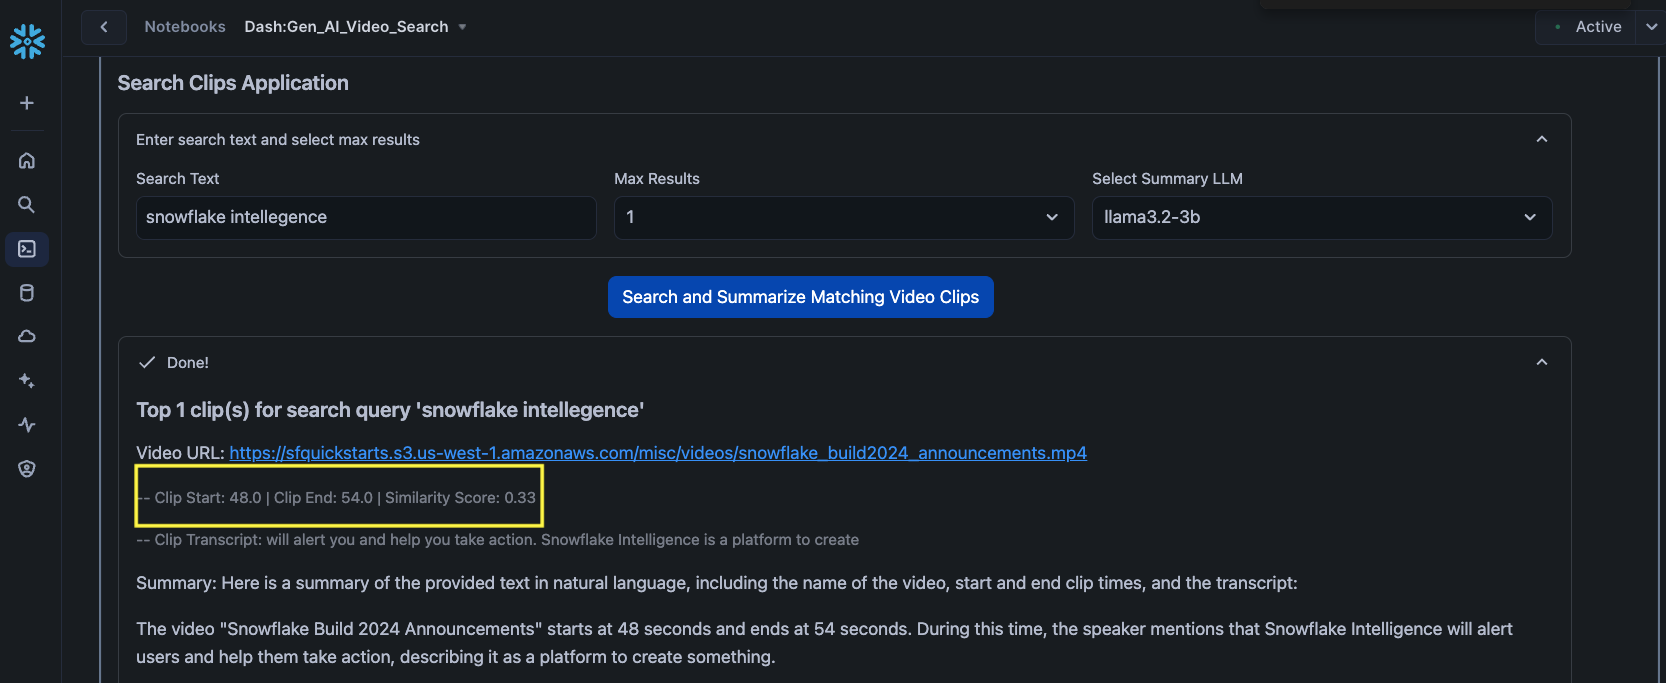 Notebooks Dash:Gen_AI_Video_Search
Active
Search Clips Application
Enter search text and select max results
Search Text Max Results Select Summary LLM
snowflake intellegence 1 llama3.2-3b
Search and Summarize Matching Video Clips
Done!
Top 1 clip(s) for search query 'snowflake intellegence'
Video URL: https://sfquickstarts.s3.us-west-1.amazonaws.com/misc/videos/snowflake_build2024_announcements.mp4
-- Clip Start: 48.0 | Clip End: 54.0 | Similarity Score: 0.33
-- Clip Transcript: will alert you and help you take action. Snowflake Intelligence is a platform to create
Summary: Here is a summary of the provided text in natural language, including the name of the video, start and end clip times, and the transcript:
The video "Snowflake Build 2024 Announcements" starts at 48 seconds and ends at 54 seconds. During this time, the speaker mentions that Snowflake Intelligence will alert
users and help them take action, describing it as a platform to create something.